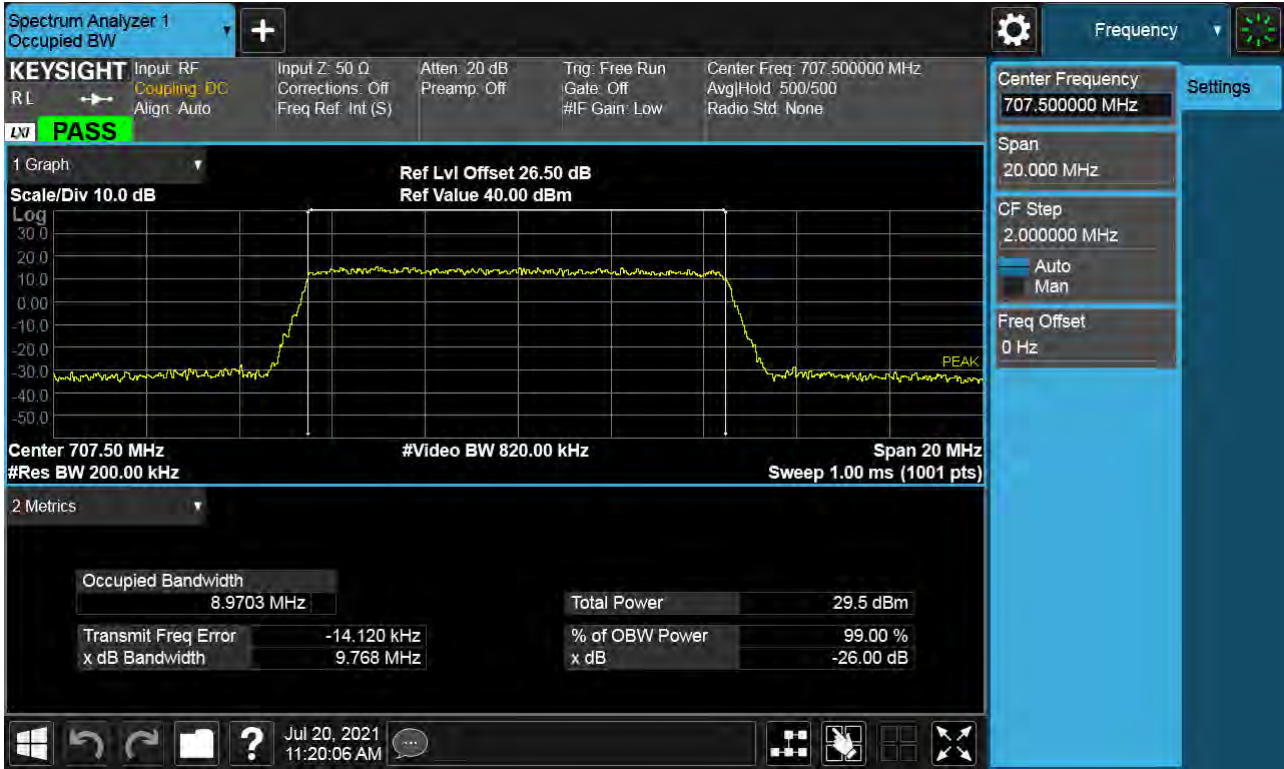 Spectrum Analyzer 1
Occupied BW
+
Frequency
KEYSIGHT
RL
LXI
PASS
Input: RF
Coupling: DC
Align: Auto
Input Z: 50 Ω
Corrections: Off
Freq Ref: Int (S)
Atten: 20 dB
Preamp: Off
Trig: Free Run
Gate: Off
#IF Gain: Low
Center Freq: 707.500000 MHz
Avg|Hold: 500/500
Radio Std: None
Center Frequency
707.500000 MHz
Settings
Span
20.000 MHz
CF Step
2.000000 MHz
Auto
Man
Freq Offset
0 Hz
1 Graph
Scale/Div 10.0 dB
Ref Lvl Offset 26.50 dB
Ref Value 40.00 dBm
Log
30.0
20.0
10.0
0.00
-10.0
-20.0
-30.0
-40.0
-50.0
PEAK
Center 707.50 MHz
#Video BW 820.00 kHz
Span 20 MHz
#Res BW 200.00 kHz
Sweep 1.00 ms (1001 pts)
2 Metrics
Occupied Bandwidth
8.9703 MHz
Total Power 29.5 dBm
Transmit Freq Error -14.120 kHz
% of OBW Power 99.00 %
x dB Bandwidth 9.768 MHz
x dB -26.00 dB
?
Jul 20, 2021
11:20:06 AM